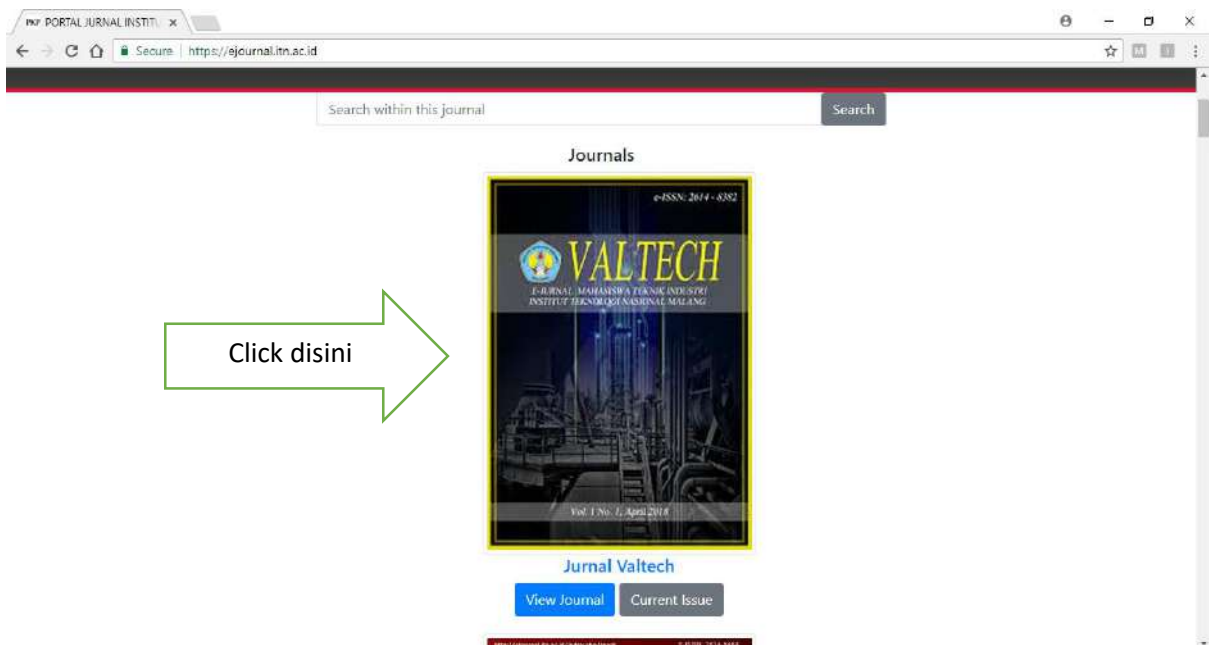 PKP PORTAL JURNAL INSTIT
Secure | https://ejournal.itn.ac.id
Search within this journal
Search
Journals
e-ISSN: 2614 - 8382
VALTECH
E-JURNAL MAHASISWA TEKNIK INDUSTRI
INSTITUT TEKNOLOGI NASIONAL MALANG
Click disini
Vol. 1 No. 1, April 2018
Jurnal Valtech
View Journal
Current Issue